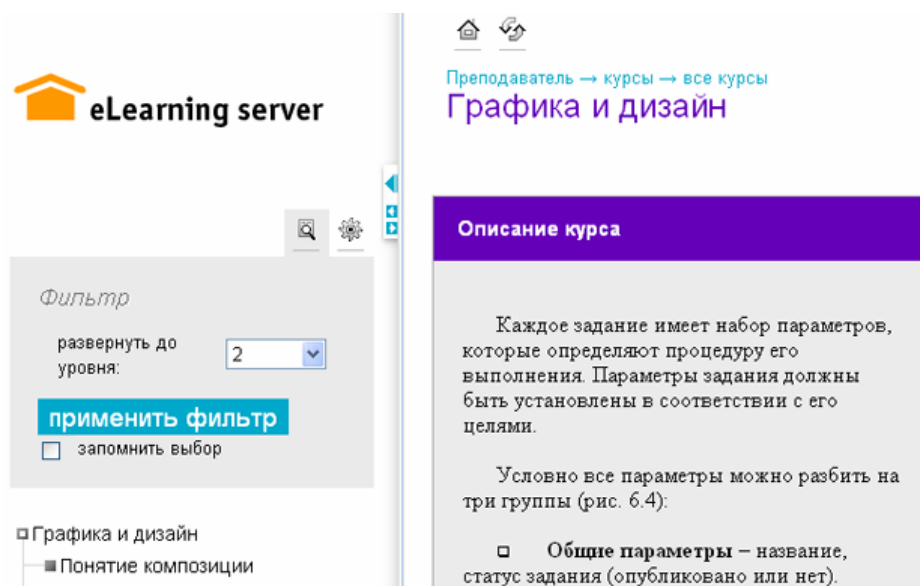 eLearning server
Фильтр
развернуть до
уровня:
2
применить фильтр
запомнить выбор
Графика и дизайн
Понятие композиции
Преподаватель → курсы → все курсы
Графика и дизайн
Описание курса
Каждое задание имеет набор параметров,
которые определяют процедуру его
выполнения. Параметры задания должны
быть установлены в соответствии с его
целями.
Условно все параметры можно разбить на
три группы (рис. 6.4):
Общие параметры – название,
статус задания (опубликовано или нет).